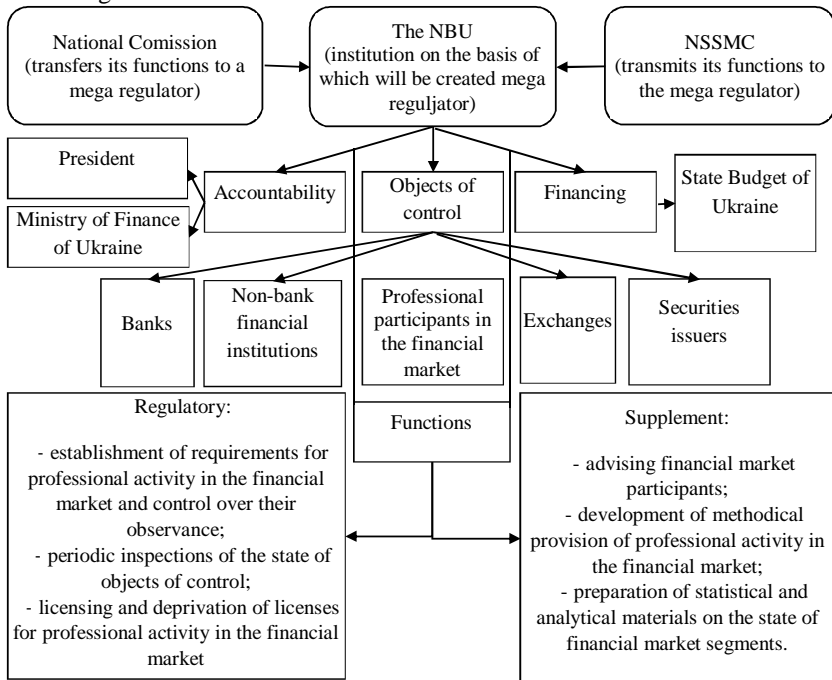 National Comission
(transfers its functions to a
mega regulator)
The NBU
(institution on the basis of
which will be created mega
reguljator)
NSSMC
(transmits its functions to
the mega regulator)
President
Ministry of Finance
of Ukraine
Accountability
Objects of
control
Financing
State Budget of
Ukraine
Banks
Non-bank
financial
institutions
Professional
participants in
the financial
market
Exchanges
Securities
issuers
Regulatory:
- establishment of requirements for
professional activity in the financial
market and control over their
observance;
- periodic inspections of the state of
objects of control;
- licensing and deprivation of licenses
for professional activity in the financial
market
Functions
Supplement:
- advising financial market
participants;
- development of methodical
provision of professional activity in
the financial market;
- preparation of statistical and
analytical materials on the state of
financial market segments.